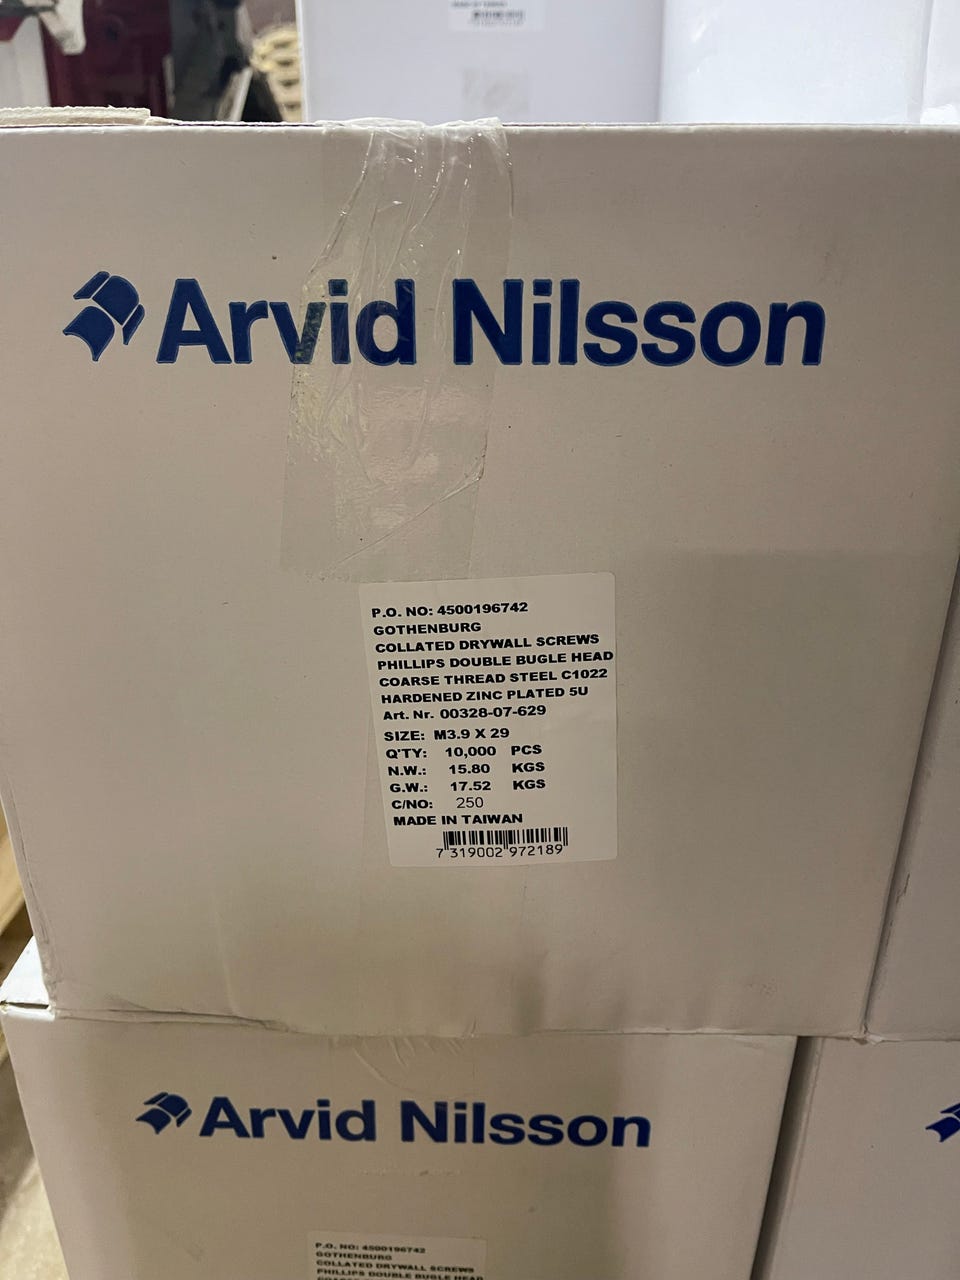 Arvid Nilsson
P.O. NO: 4500196742
GOTHENBURG
COLLATED DRYWALL SCREWS
PHILLIPS DOUBLE BUGLE HEAD
COARSE THREAD STEEL C1022
HARDENED ZINC PLATED 5U
Art. Nr. 00328-07-629
SIZE: M3.9 X 29
Q'TY: 10,000 PCS
N.W.: 15.80 KGS
G.W.: 17.52 KGS
C/NO: 250
MADE IN TAIWAN
7 319002 972189
Arvid Nilsson
P.O. NO: 4500196742
GOTHENBURG
COLLATED DRYWALL SCREWS
PHILLIPS DOUBLE BUGLE HEAD